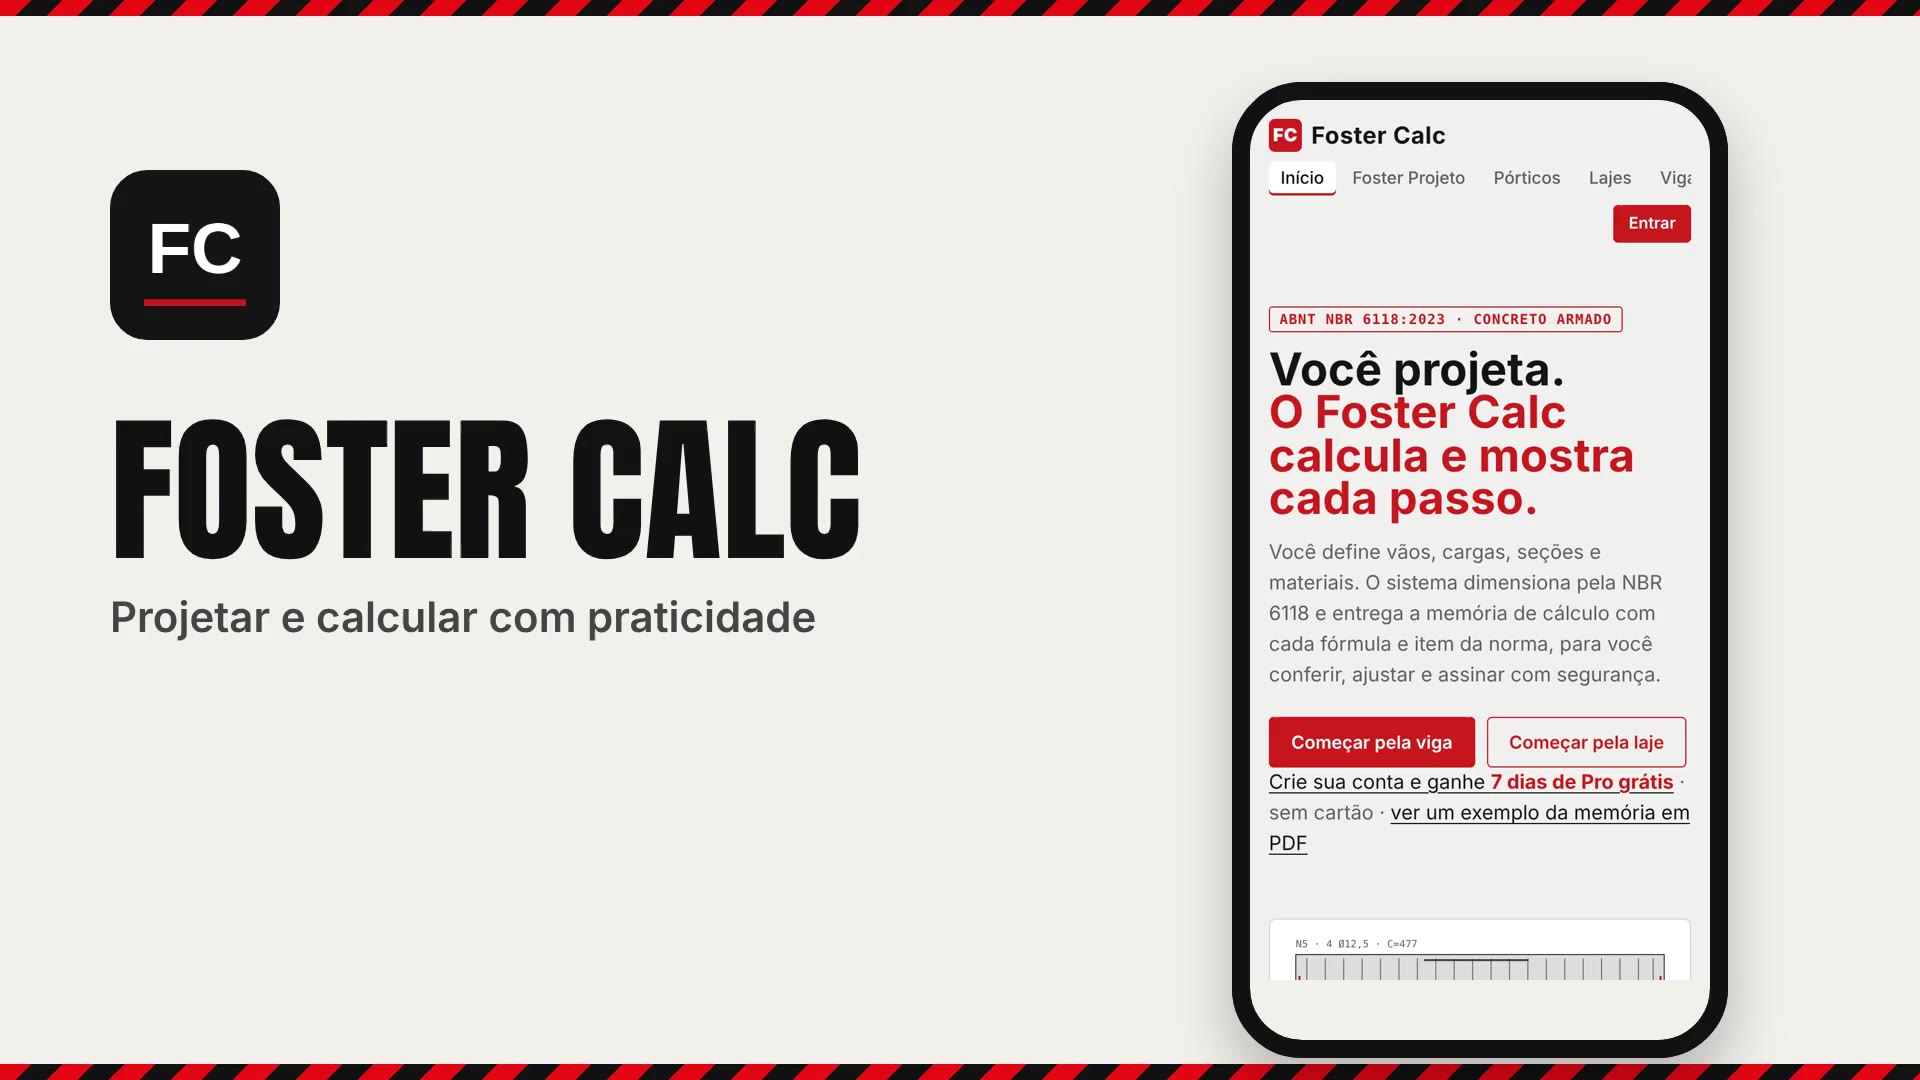 FC
FOSTER CALC
Projetar e calcular com praticidade
FC Foster Calc
Início Foster Projeto Pórticos Lajes
Entrar
ABNT NBR 6118:2023 · CONCRETO ARMADO
Você projeta.
O Foster Calc
calcula e mostra
cada passo.
Você define vãos, cargas, seções e
materiais. O sistema dimensiona pela NBR
6118 e entrega a memória de cálculo com
cada fórmula e item da norma, para você
conferir, ajustar e assinar com segurança.
Começar pela viga Começar pela laje
Crie sua conta e ganhe 7 dias de Pro grátis ·
sem cartão · ver um exemplo da memória em
PDF
N5 · 4 Ø12,5 · C=477